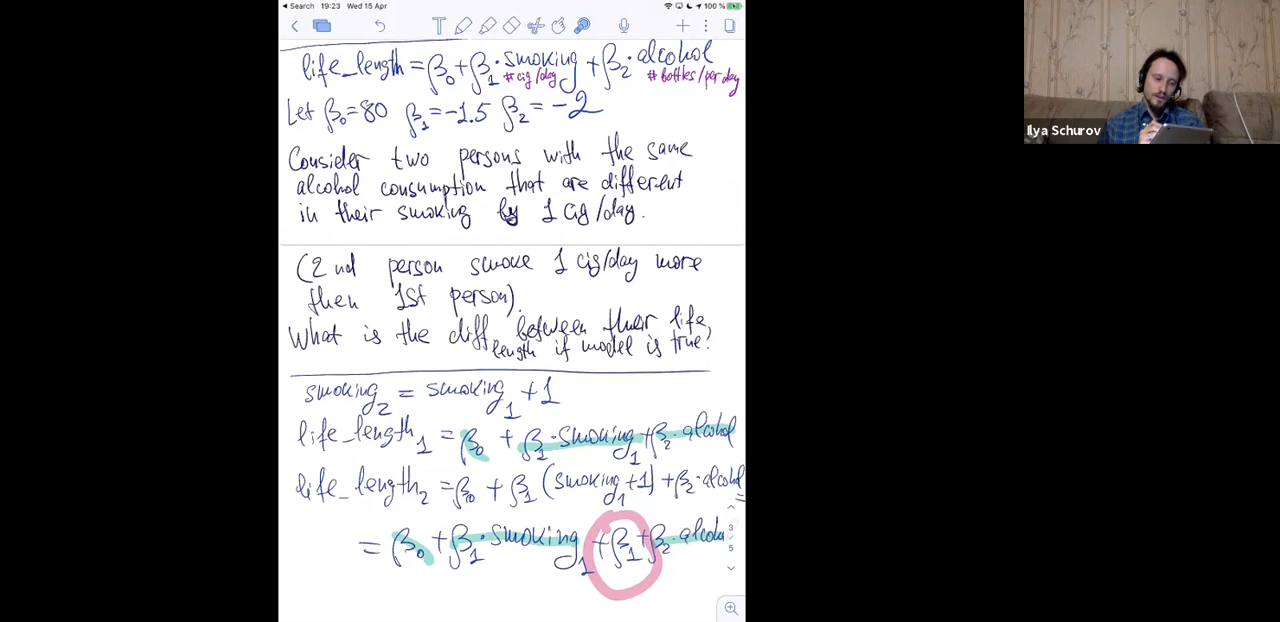 Search 19:23 Wed 15 Apr 100 %
life_length = β₀ + β₁·smoking + β₂·alcohol
# cig/day # bottles/per day
Let β₀=80 β₁=-1.5 β₂=-2
Consider two persons with the same
alcohol consumption that are different
in their smoking by 1 cig/day.
(2nd person smoke 1 cig/day more
then 1st person).
What is the diff between their life
length if model is true?
smoking₂ = smoking₁ +1
life_length₁ = β₀ + β₁·smoking₁ + β₂·alcohol
life_length₂ = β₀ + β₁ (smoking₁+1) + β₂·alcohol =
= β₀ + β₁·smoking₁ + β₁ + β₂·alcohol
3
5
Ilya Schurov